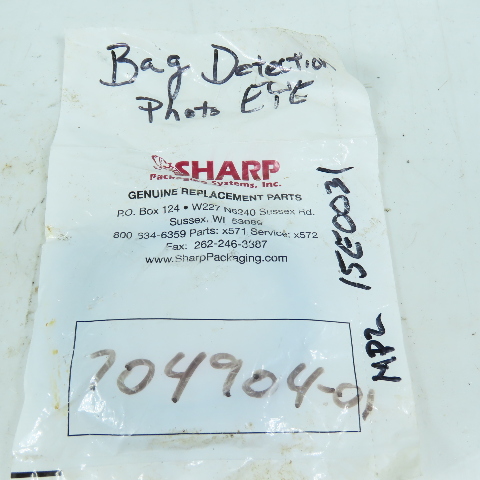 Bag Detection
Photo EYE
SHARP
Packaging Systems, Inc.
GENUINE REPLACEMENT PARTS
P.O. Box 124 • W227 N6240 Sussex Rd.
Sussex, WI 53089
800 534-6359 Parts: x571 Service: x572
Fax: 262-246-3387
www.SharpPackaging.com
704904-01
MP2 15E0031